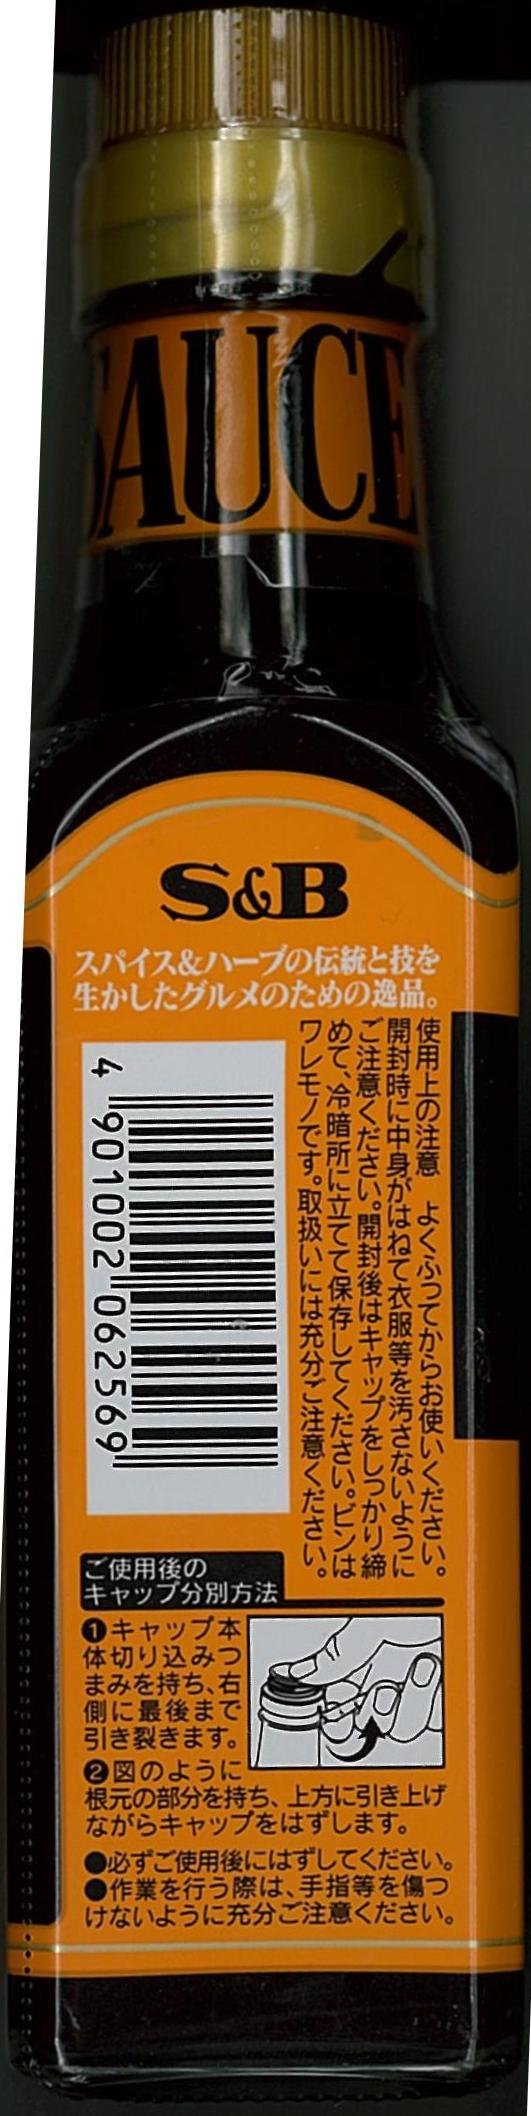 SAUCE
S&B
スパイス&ハーブの伝統と技を
生かしたグルメのための逸品。
使用上の注意 よくふってからお使いください。
開封時に中身がはねて衣服等を汚さないように
ご注意ください。開封後はキャップをしっかり締
めて、冷暗所に立てて保存してください。ビンは
ワレモノです。取扱いには充分ご注意ください。
4 901002 062569
ご使用後の
キャップ分別方法
❶キャップ本
体切り込みつ
まみを持ち、右
側に最後まで
引き裂きます。
❷図のように
根元の部分を持ち、上方に引き上げ
ながらキャップをはずします。
●必ずご使用後にはずしてください。
●作業を行う際は、手指等を傷つ
けないように充分ご注意ください。